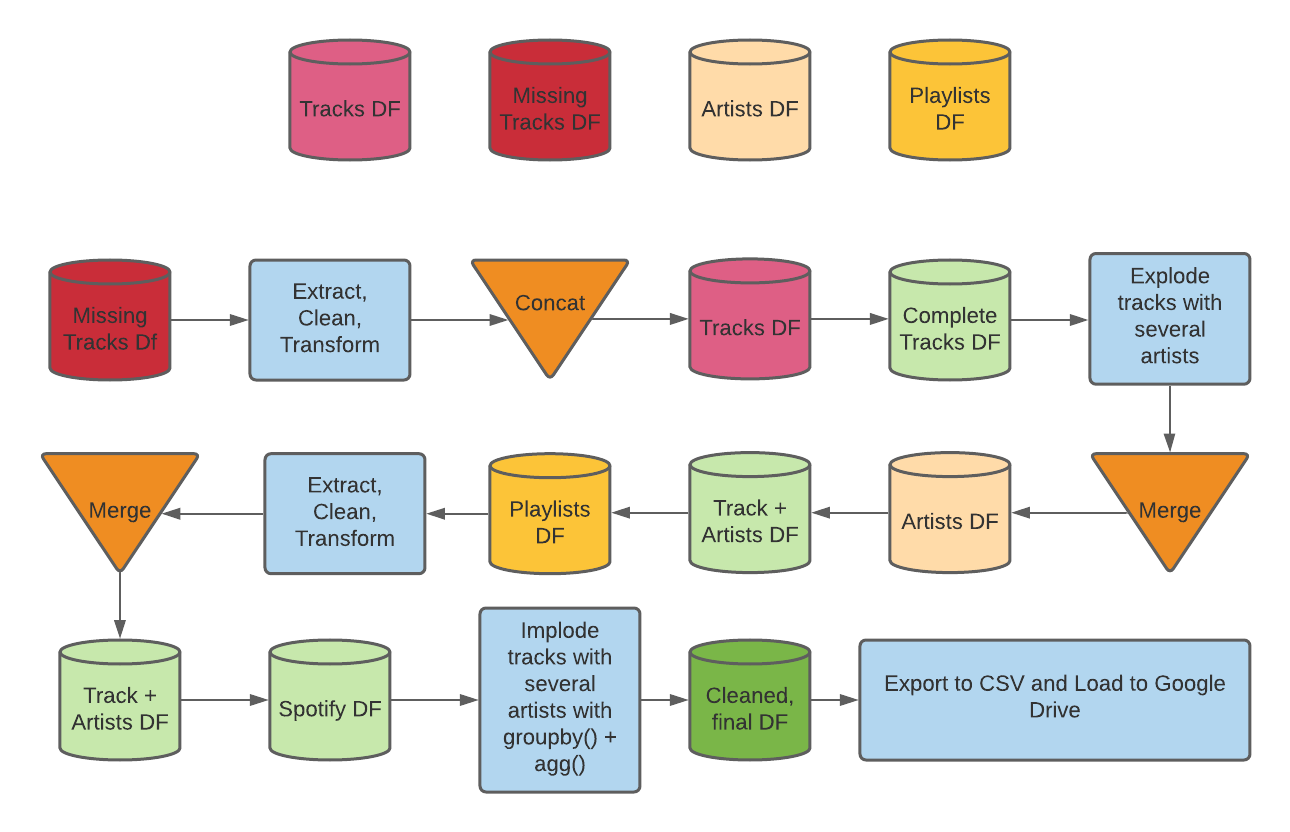 Tracks DF
Missing
Tracks DF
Artists DF
Playlists
DF
Missing
Tracks Df
Extract,
Clean,
Transform
Concat
Tracks DF
Complete
Tracks DF
Explode
tracks with
several
artists
Merge
Artists DF
Track +
Artists DF
Playlists
DF
Extract,
Clean,
Transform
Merge
Track +
Artists DF
Spotify DF
Implode
tracks with
several
artists with
groupby() +
agg()
Cleaned,
final DF
Export to CSV and Load to Google
Drive